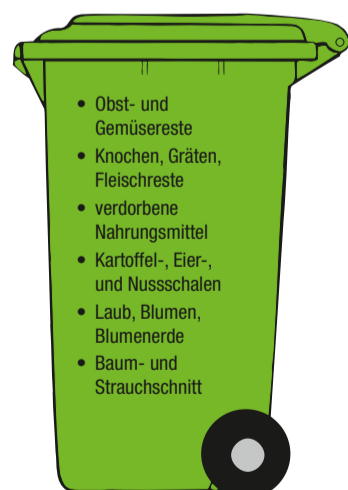 • Obst- und
Gemüsereste
• Knochen, Gräten,
Fleischreste
• verdorbene
Nahrungsmittel
• Kartoffel-, Eier-,
und Nussschalen
• Laub, Blumen,
Blumenerde
• Baum- und
Strauchschnitt